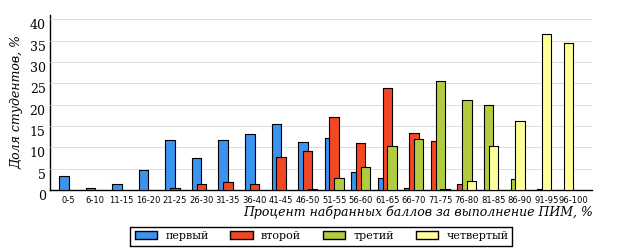 Доля студентов, %
40
35
30
25
20
15
10
5
0
0-5 6-10 11-15 16-20 21-25 26-30 31-35 36-40 41-45 46-50 51-55 56-60 61-65 66-70 71-75 76-80 81-85 86-90 91-95 96-100
Процент набранных баллов за выполнение ПИМ, %
первый второй третий четвертый